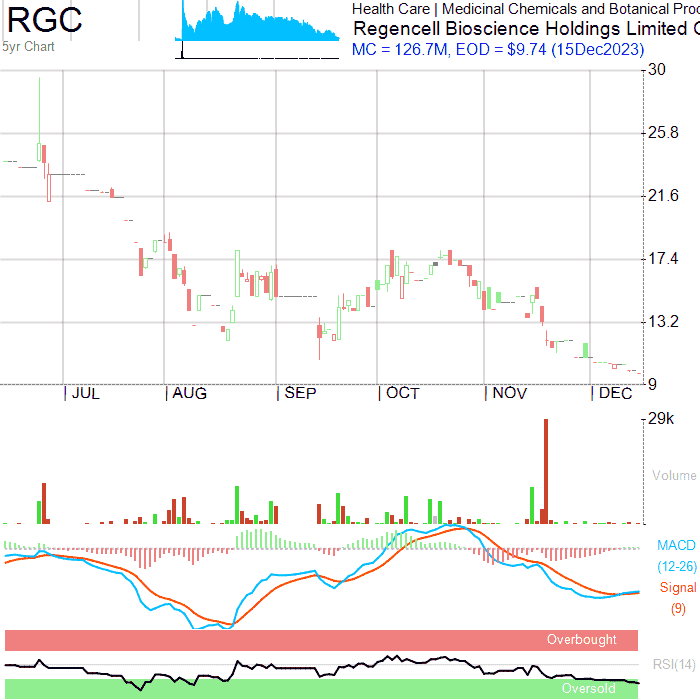 RGC
5yr Chart
Health Care | Medicinal Chemicals and Botanical Produ
Regencell Bioscience Holdings Limited
MC = 126.7M, EOD = $9.74 (15Dec2023)
30
25.8
21.6
17.4
13.2
9
| JUL | AUG | SEP | OCT | NOV | DEC
29k
Volume
MACD
(12-26)
Signal
(9)
Overbought
RSI(14)
Oversold